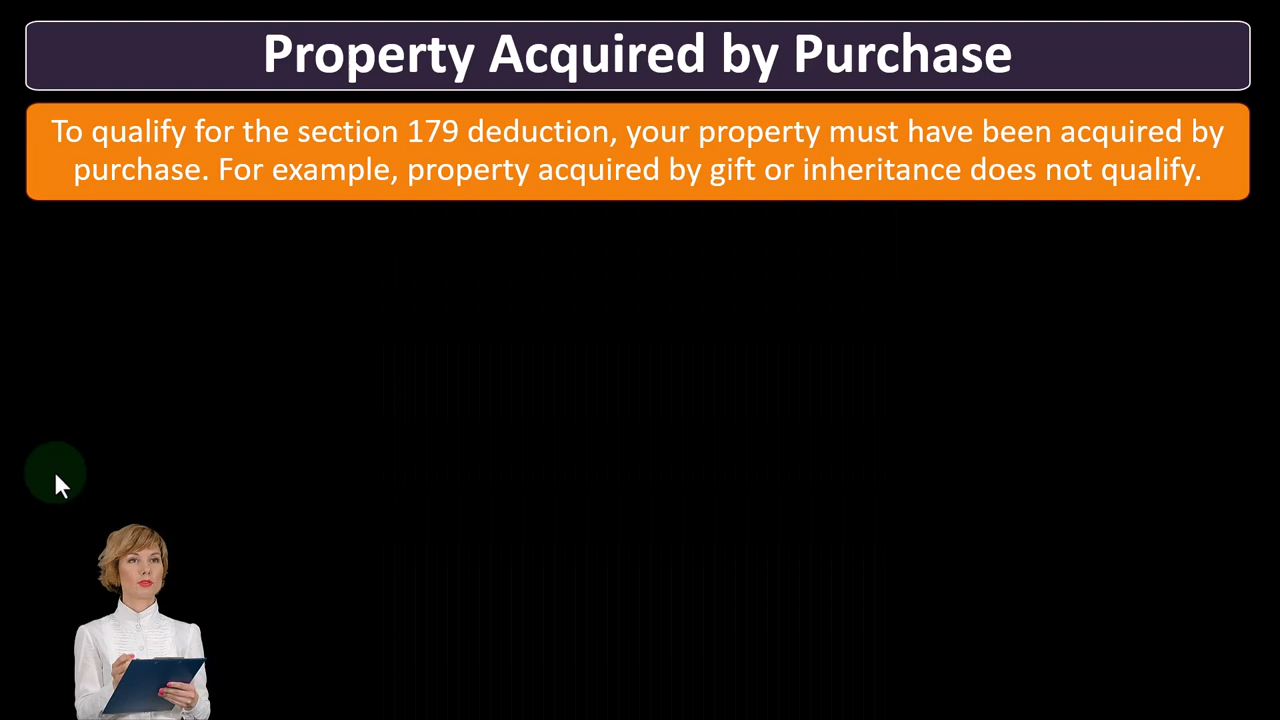 Property Acquired by Purchase
To qualify for the section 179 deduction, your property must have been acquired by
purchase. For example, property acquired by gift or inheritance does not qualify.